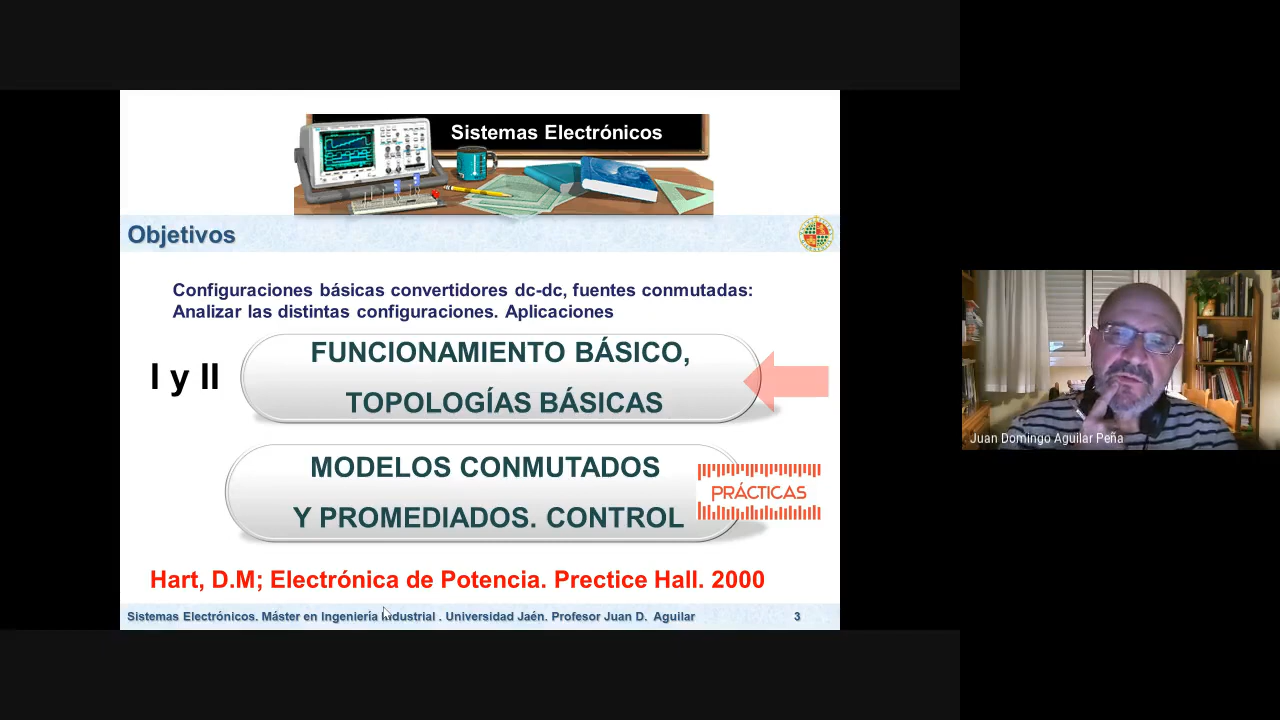 Sistemas Electrónicos
Objetivos
Configuraciones básicas convertidores dc-dc, fuentes conmutadas:
Analizar las distintas configuraciones. Aplicaciones
I y II
FUNCIONAMIENTO BÁSICO,
TOPOLOGÍAS BÁSICAS
MODELOS CONMUTADOS
Y PROMEDIADOS. CONTROL
PRÁCTICAS
Hart, D.M; Electrónica de Potencia. Prectice Hall. 2000
Sistemas Electrónicos. Máster en Ingeniería Industrial . Universidad Jaén. Profesor Juan D. Aguilar
3
Juan Domingo Aguilar Peña